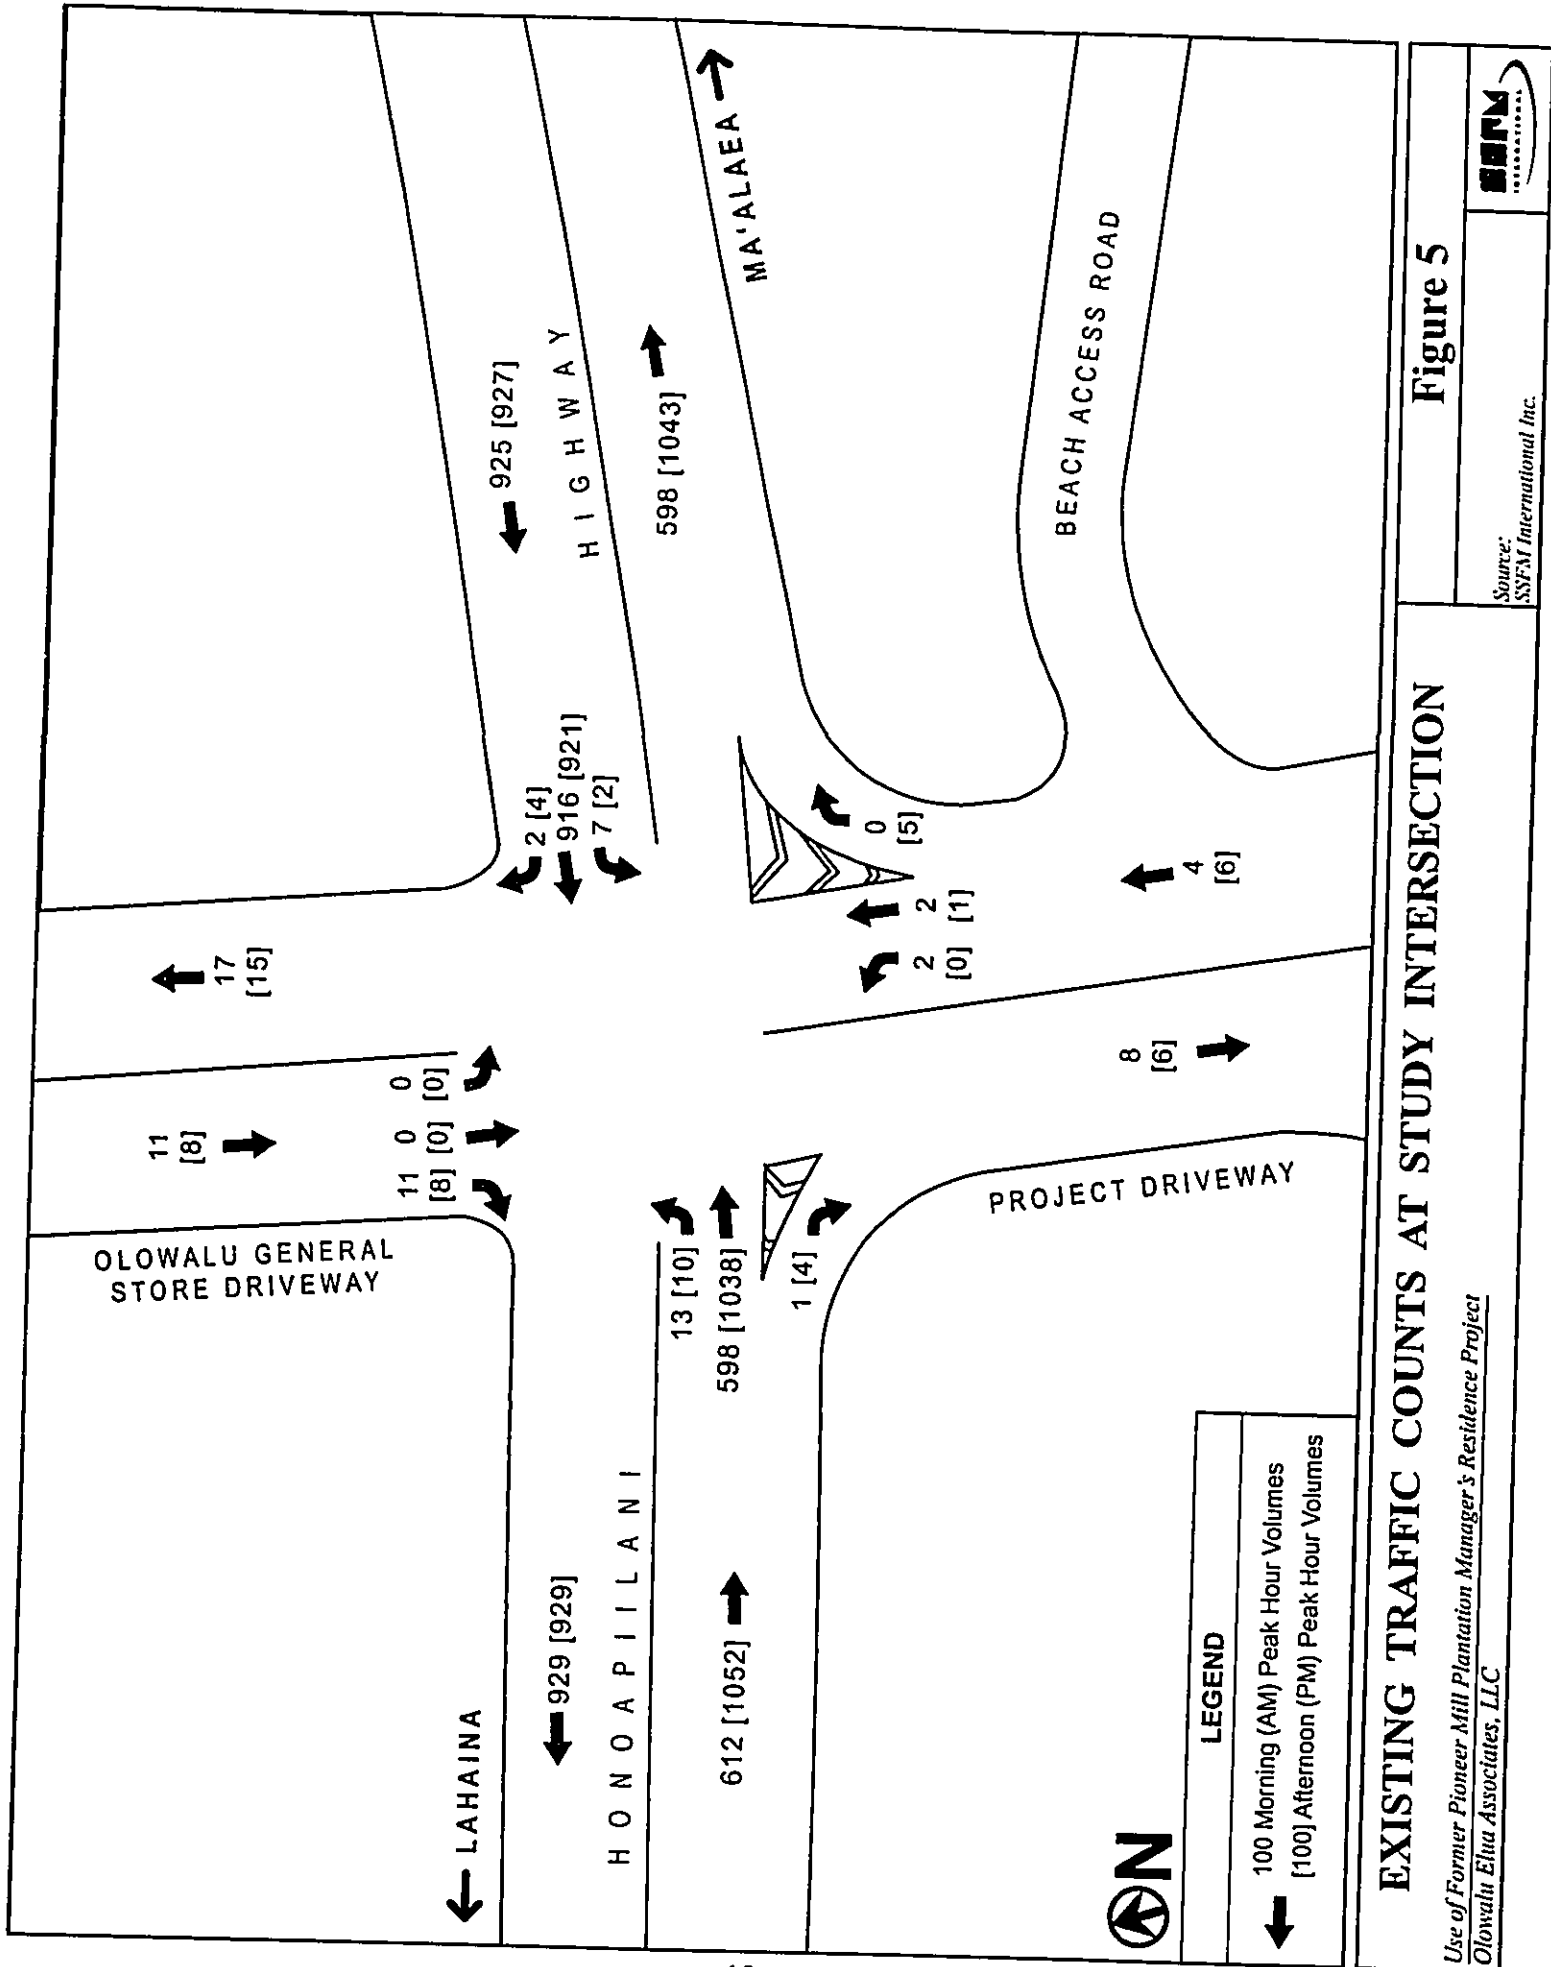 ← LAHAINA
OLOWALU GENERAL
STORE DRIVEWAY
11
[8]
17
[15]
11
[8]
0
[0]
0
[0]
2 [4]
916 [921]
7 [2]
925 [927]
HIGHWAY
598 [1043]
MA'ALAEA →
929 [929]
HONOAPIILANI
612 [1052]
13 [10]
598 [1038]
1 [4]
2
[0]
2
[1]
0
[5]
8
[6]
4
[6]
PROJECT DRIVEWAY
BEACH ACCESS ROAD
N
LEGEND
100 Morning (AM) Peak Hour Volumes
[100] Afternoon (PM) Peak Hour Volumes
EXISTING TRAFFIC COUNTS AT STUDY INTERSECTION
Figure 5
Use of Former Pioneer Mill Plantation Manager's Residence Project
Olowalu Elua Associates, LLC
Source:
SSFM International Inc.
SSFM
INTERNATIONAL